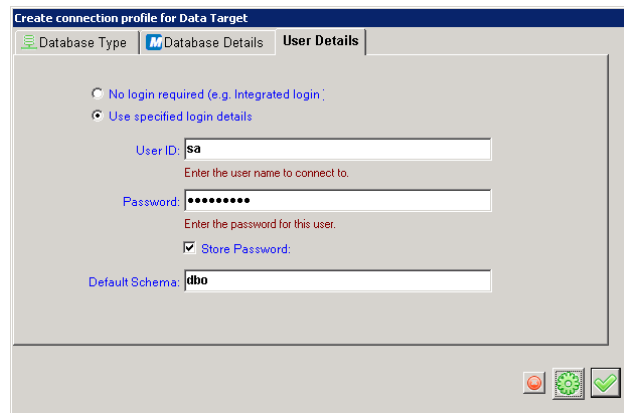 Create connection profile for Data Target
Database Type
Database Details
User Details
No login required (e.g. Integrated login )
Use specified login details
User ID: sa
Enter the user name to connect to.
Password: •••••••••
Enter the password for this user.
Store Password:
Default Schema: dbo